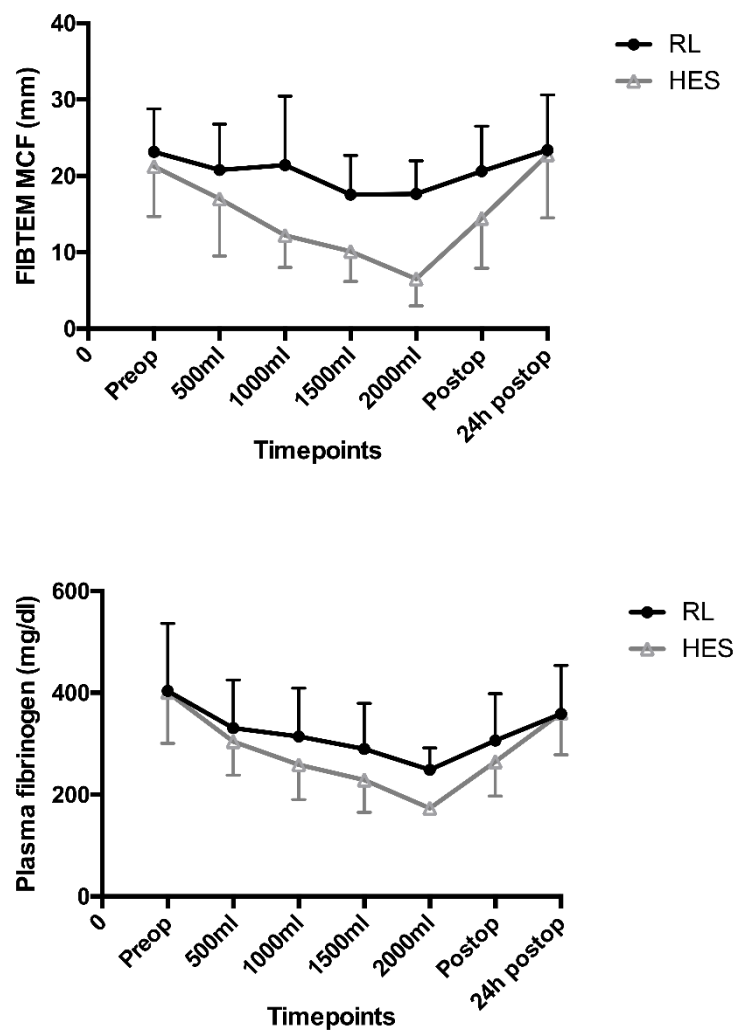 FIBTEM MCF (mm)
40
30
20
10
0
0
Preop
500ml
1000ml
1500ml
2000ml
Postop
24h postop
Timepoints
RL
HES
Plasma fibrinogen (mg/dl)
600
400
200
0
0
Preop
500ml
1000ml
1500ml
2000ml
Postop
24h postop
Timepoints
RL
HES